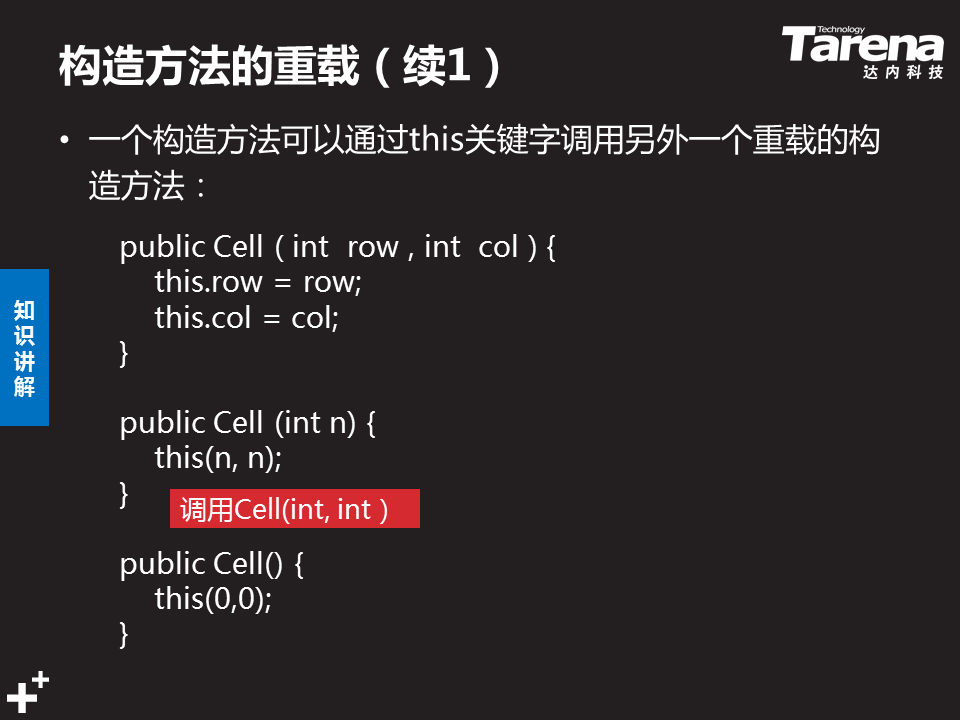 构造方法的重载（续1）
Technology
Tarena
达内科技
• 一个构造方法可以通过this关键字调用另外一个重载的构
造方法：
public Cell ( int row , int col ) {
this.row = row;
this.col = col;
}
知识讲解
public Cell (int n) {
this(n, n);
}
调用Cell(int, int )
public Cell() {
this(0,0);
}